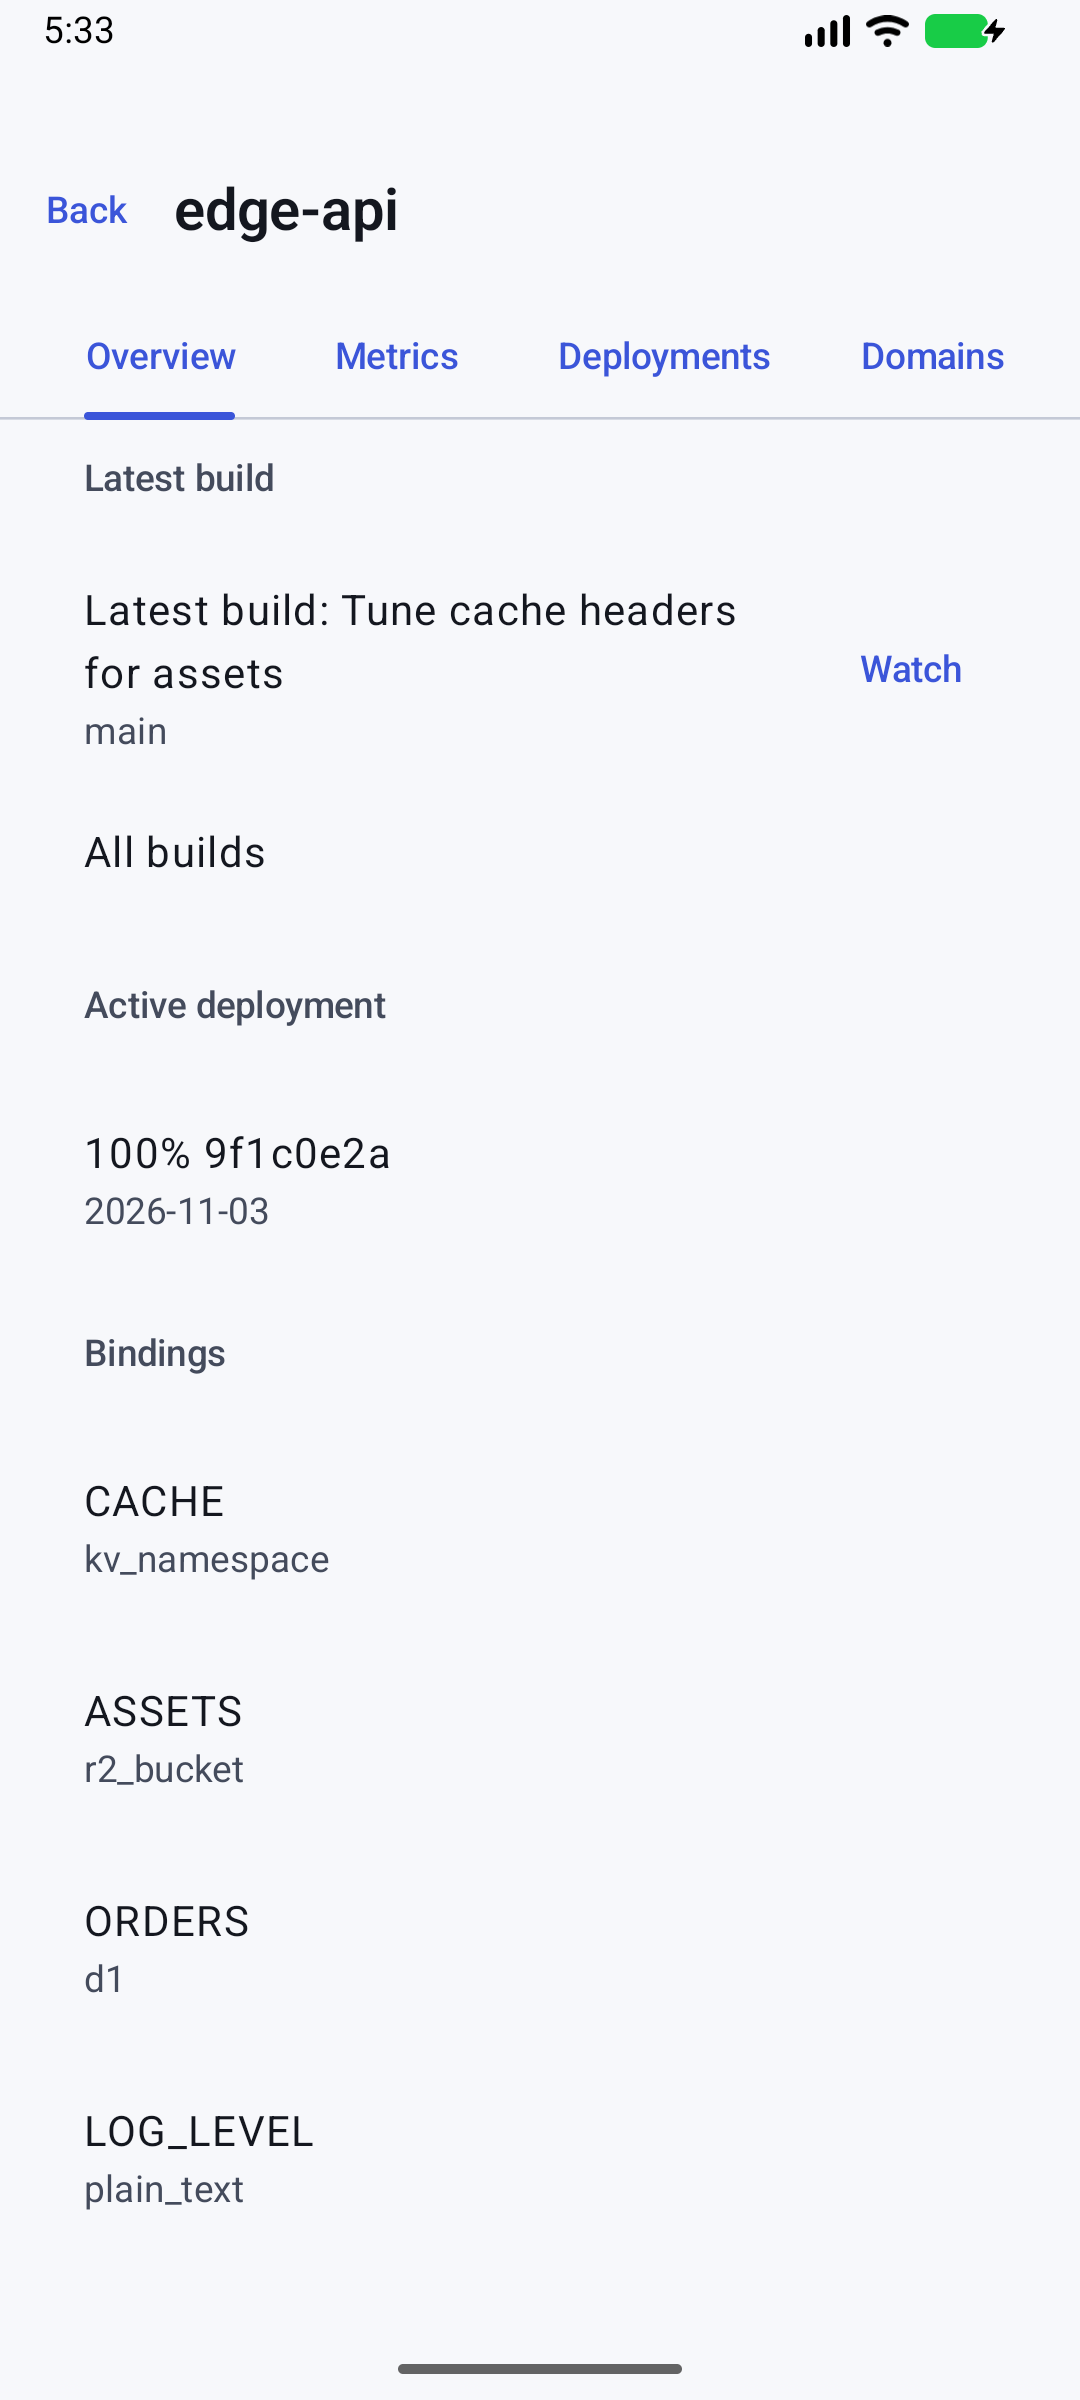 5:33
Back edge-api
Overview Metrics Deployments Domains
Latest build
Latest build: Tune cache headers
for assets
Watch
main
All builds
Active deployment
100% 9f1c0e2a
2026-11-03
Bindings
CACHE
kv_namespace
ASSETS
r2_bucket
ORDERS
d1
LOG_LEVEL
plain_text